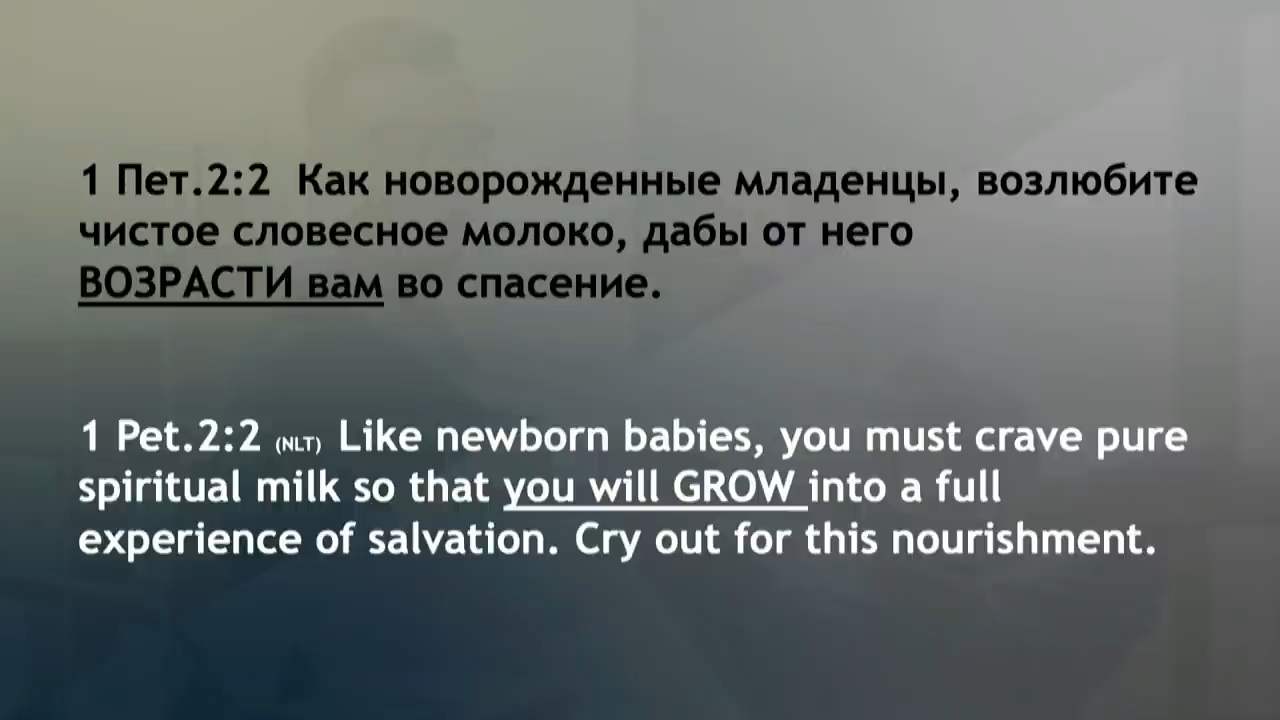 1 Пет.2:2 Как новорожденные младенцы, возлюбите
чистое словесное молоко, дабы от него
ВОЗРАСТИ вам во спасение.
1 Pet.2:2 (NLT) Like newborn babies, you must crave pure
spiritual milk so that you will GROW into a full
experience of salvation. Cry out for this nourishment.